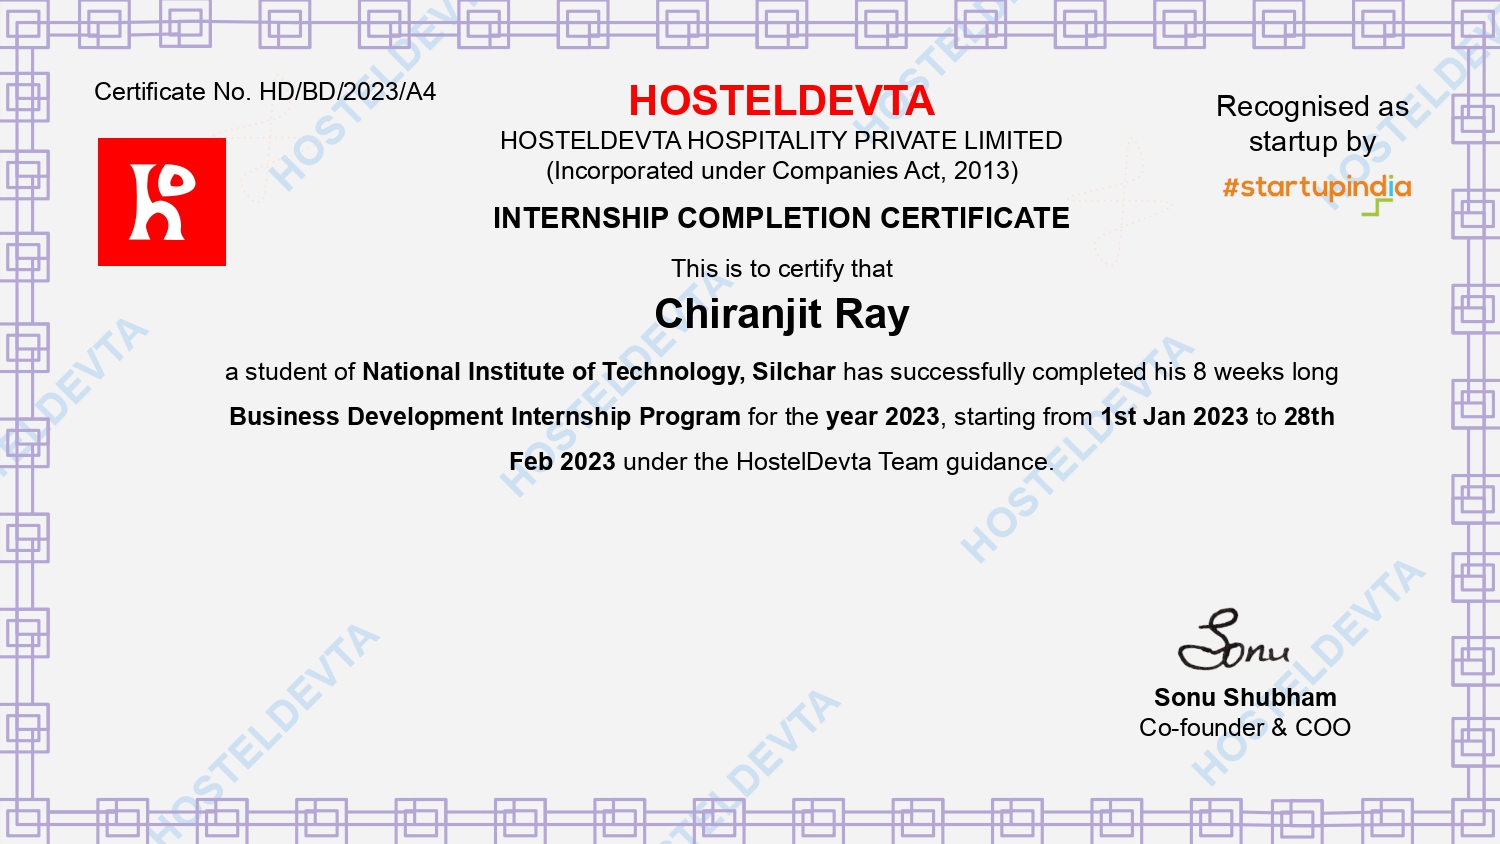 Certificate No. HD/BD/2023/A4
HOSTELDEVTA
HOSTELDEVTA HOSPITALITY PRIVATE LIMITED
(Incorporated under Companies Act, 2013)
Recognised as
startup by
#startupindia
INTERNSHIP COMPLETION CERTIFICATE
This is to certify that
Chiranjit Ray
a student of National Institute of Technology, Silchar has successfully completed his 8 weeks long
Business Development Internship Program for the year 2023, starting from 1st Jan 2023 to 28th
Feb 2023 under the HostelDevta Team guidance.
Sonu
Sonu Shubham
Co-founder & COO
HOSTELDEVTA
HOSTELDEVTA
HOSTELDEVTA
HOSTELDEVTA
HOSTELDEVTA
HOSTELDEVTA
HOSTELDEVTA
HOSTELDEVTA
HOSTELDEVTA